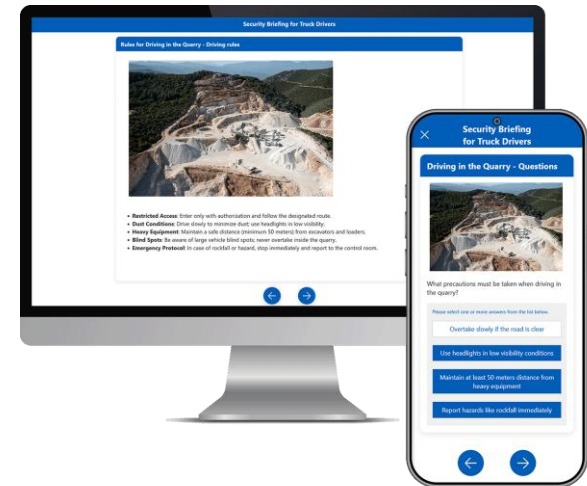 Security Briefing for Truck Drivers
Rules for Driving in the Quarry - Driving rules
• Restricted Access: Enter only with authorization and follow the designated route.
• Dust Conditions: Drive slowly to minimize dust; use headlights in low visibility.
• Heavy Equipment: Maintain a safe distance (minimum 50 meters) from excavators and loaders.
• Blind Spots: Be aware of large vehicle blind spots; never overtake inside the quarry.
• Emergency Protocol: In case of rockfall or hazard, stop immediately and report to the control room.
Security Briefing
for Truck Drivers
Driving in the Quarry - Questions
What precautions must be taken when driving in
the quarry?
Please select one or more answers from the list below.
Overtake slowly if the road is clear
Use headlights in low visibility conditions
Maintain at least 50 meters distance from
heavy equipment
Report hazards like rockfall immediately